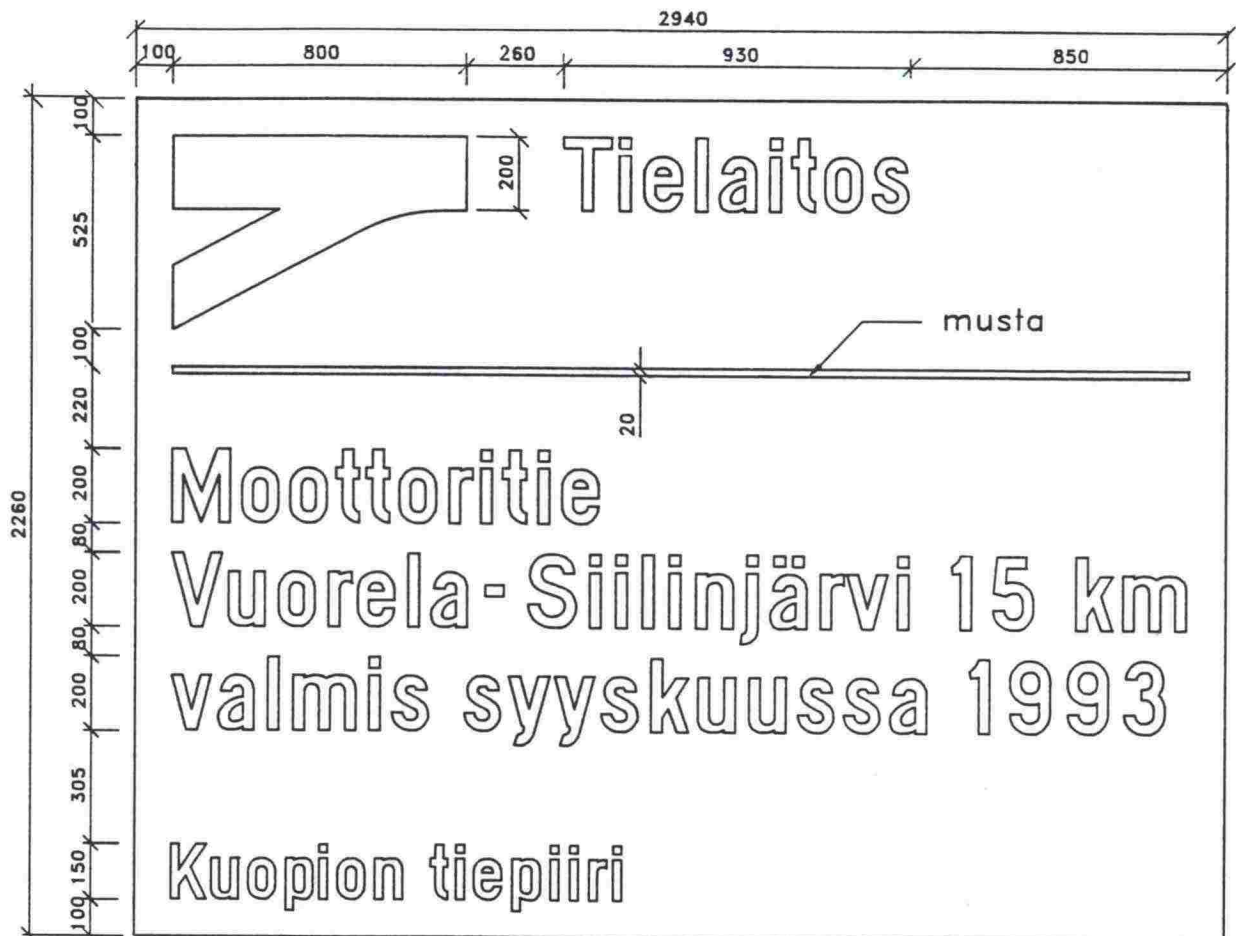 2940
100 800 260 930 850
100
Tielaitos
200
525
musta
100
20
220
Moottoritie
200
2260
80
Vuorela-Siilinjärvi 15 km
200
80
valmis syyskuussa 1993
200
305
Kuopion tiepiiri
150
100